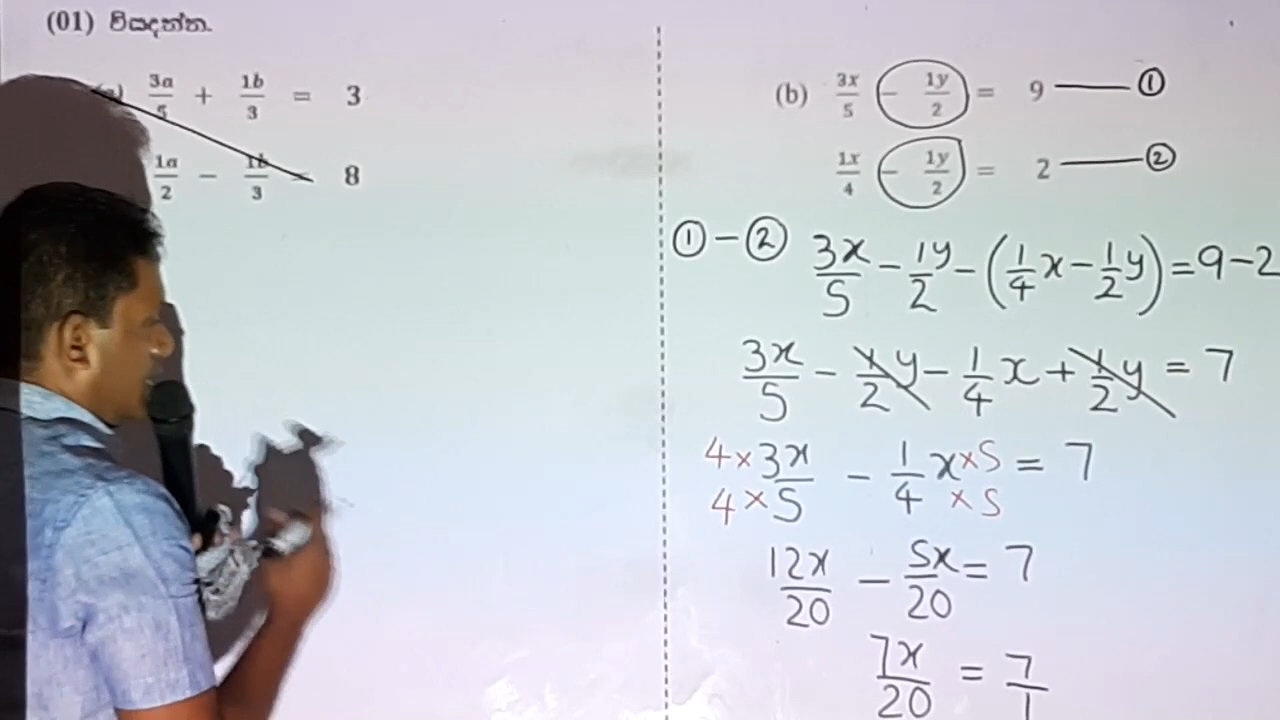 (01) විසඳන්න.
3a/5 + 1b/3 = 3
1a/2 − 1b/3 = 8
(b) 3x/5 − 1y/2 = 9 —— ①
1x/4 − 1y/2 = 2 —— ②
① − ② 3x/5 − 1y/2 − (1/4 x − 1/2 y) = 9 − 2
3x/5 − 1/2 y − 1/4 x + 1/2 y = 7
4 × 3x/4 × 5 − 1/4 x × 5/× 5 = 7
12x/20 − 5x/20 = 7
7x/20 = 7/1